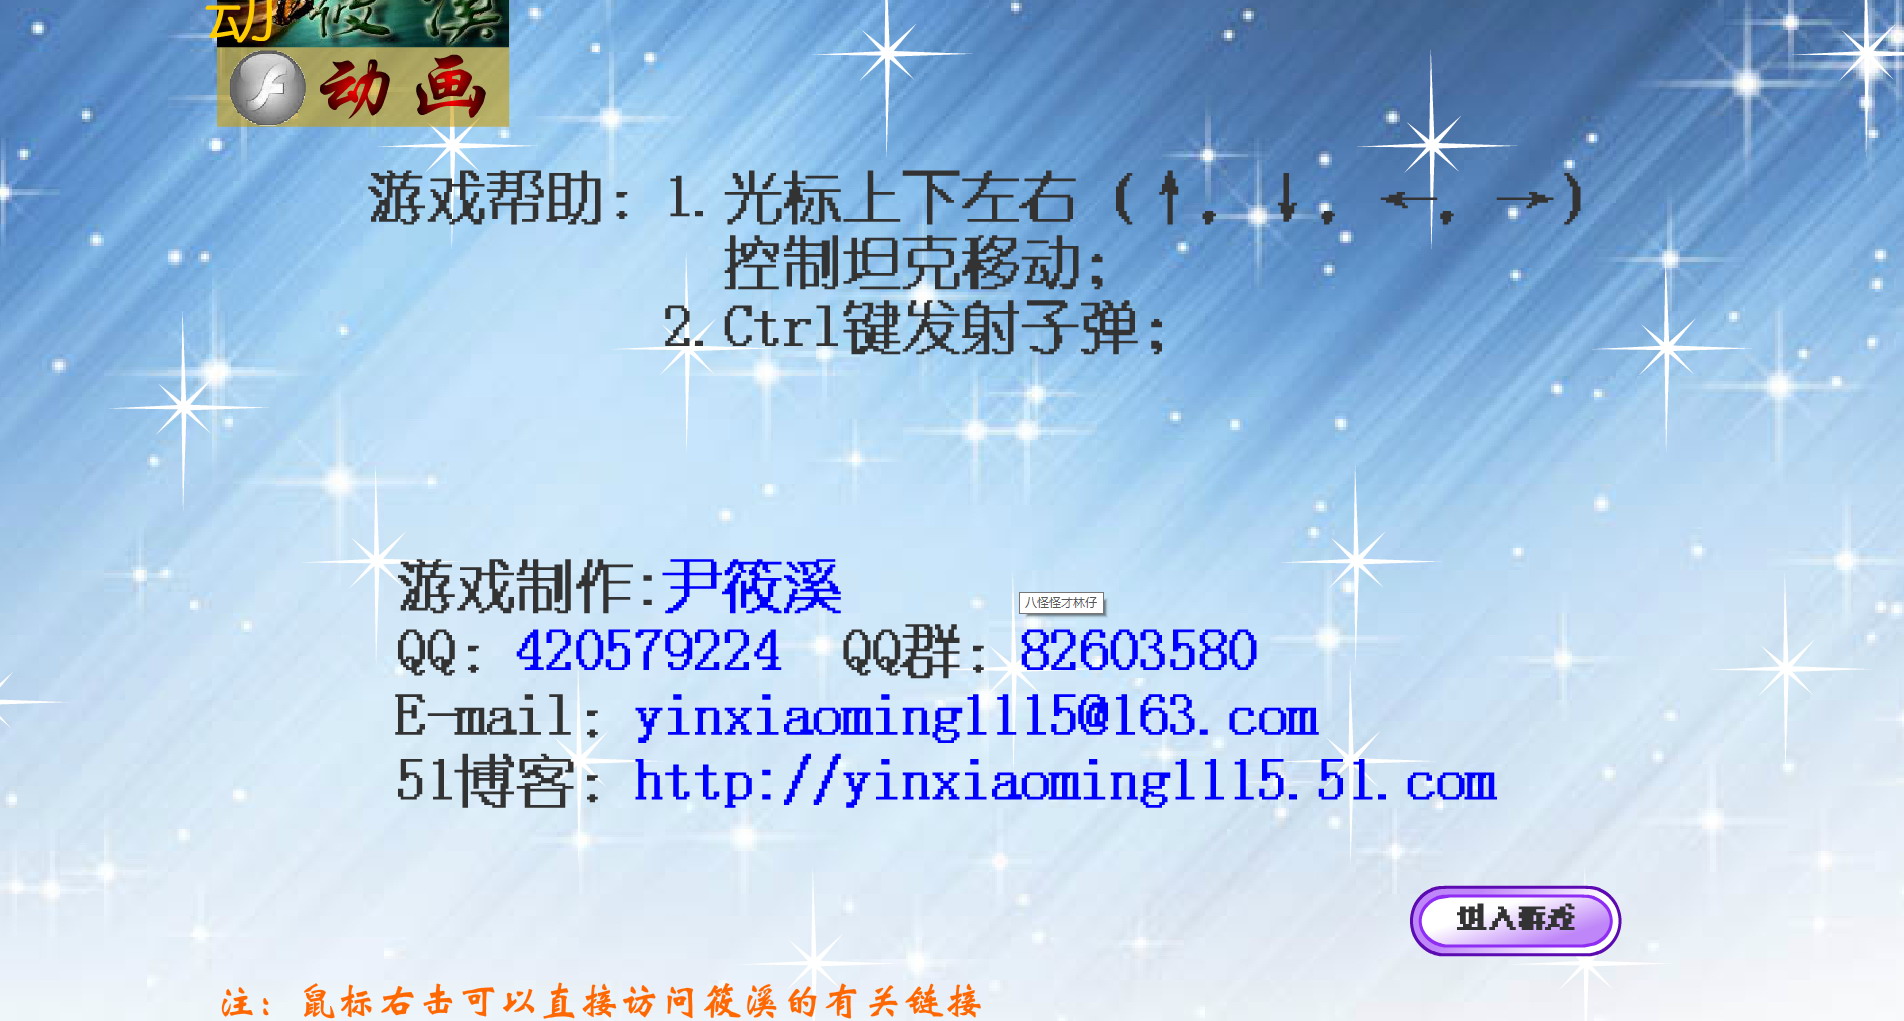 动 筱溪
动画
游戏帮助：1.光标上下左右（↑，↓，←，→）
控制坦克移动；
2.Ctrl键发射子弹；
游戏制作:尹筱溪
八怪怪才林仔
QQ：420579224 QQ群：82603580
E-mail：yinxiaoming1115@163.com
51博客：http://yinxiaoming1115.51.com
进入游戏
注：鼠标右击可以直接访问筱溪的有关链接